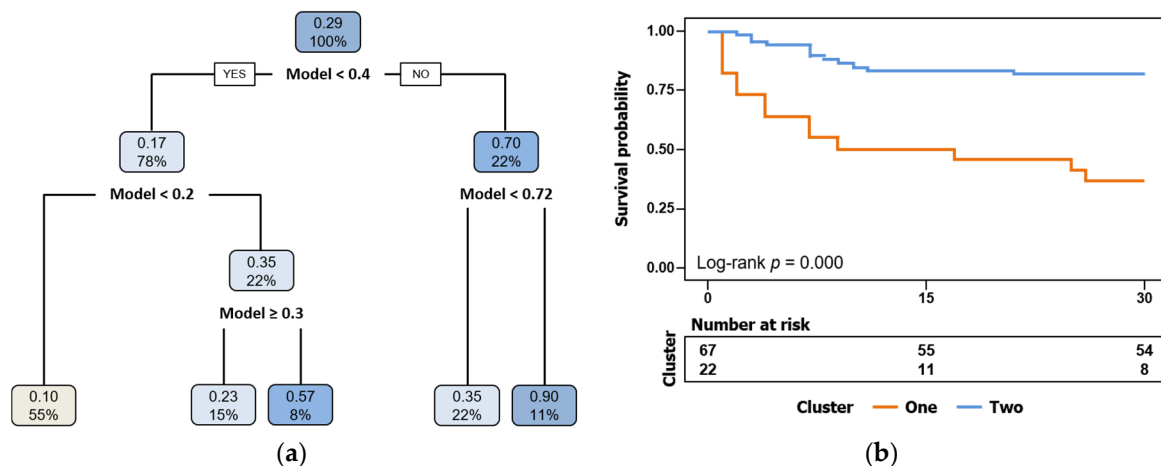 0.29
100%
YES
Model < 0.4
NO
0.17
78%
0.70
22%
Model < 0.2
Model < 0.72
0.35
22%
Model ≥ 0.3
0.10
55%
0.23
15%
0.57
8%
0.35
22%
0.90
11%
(a)
Survival probability
1.00
0.75
0.50
0.25
0.00
Log-rank p = 0.000
0 15 30
Number at risk
Cluster
67 55 54
22 11 8
Cluster One Two
(b)